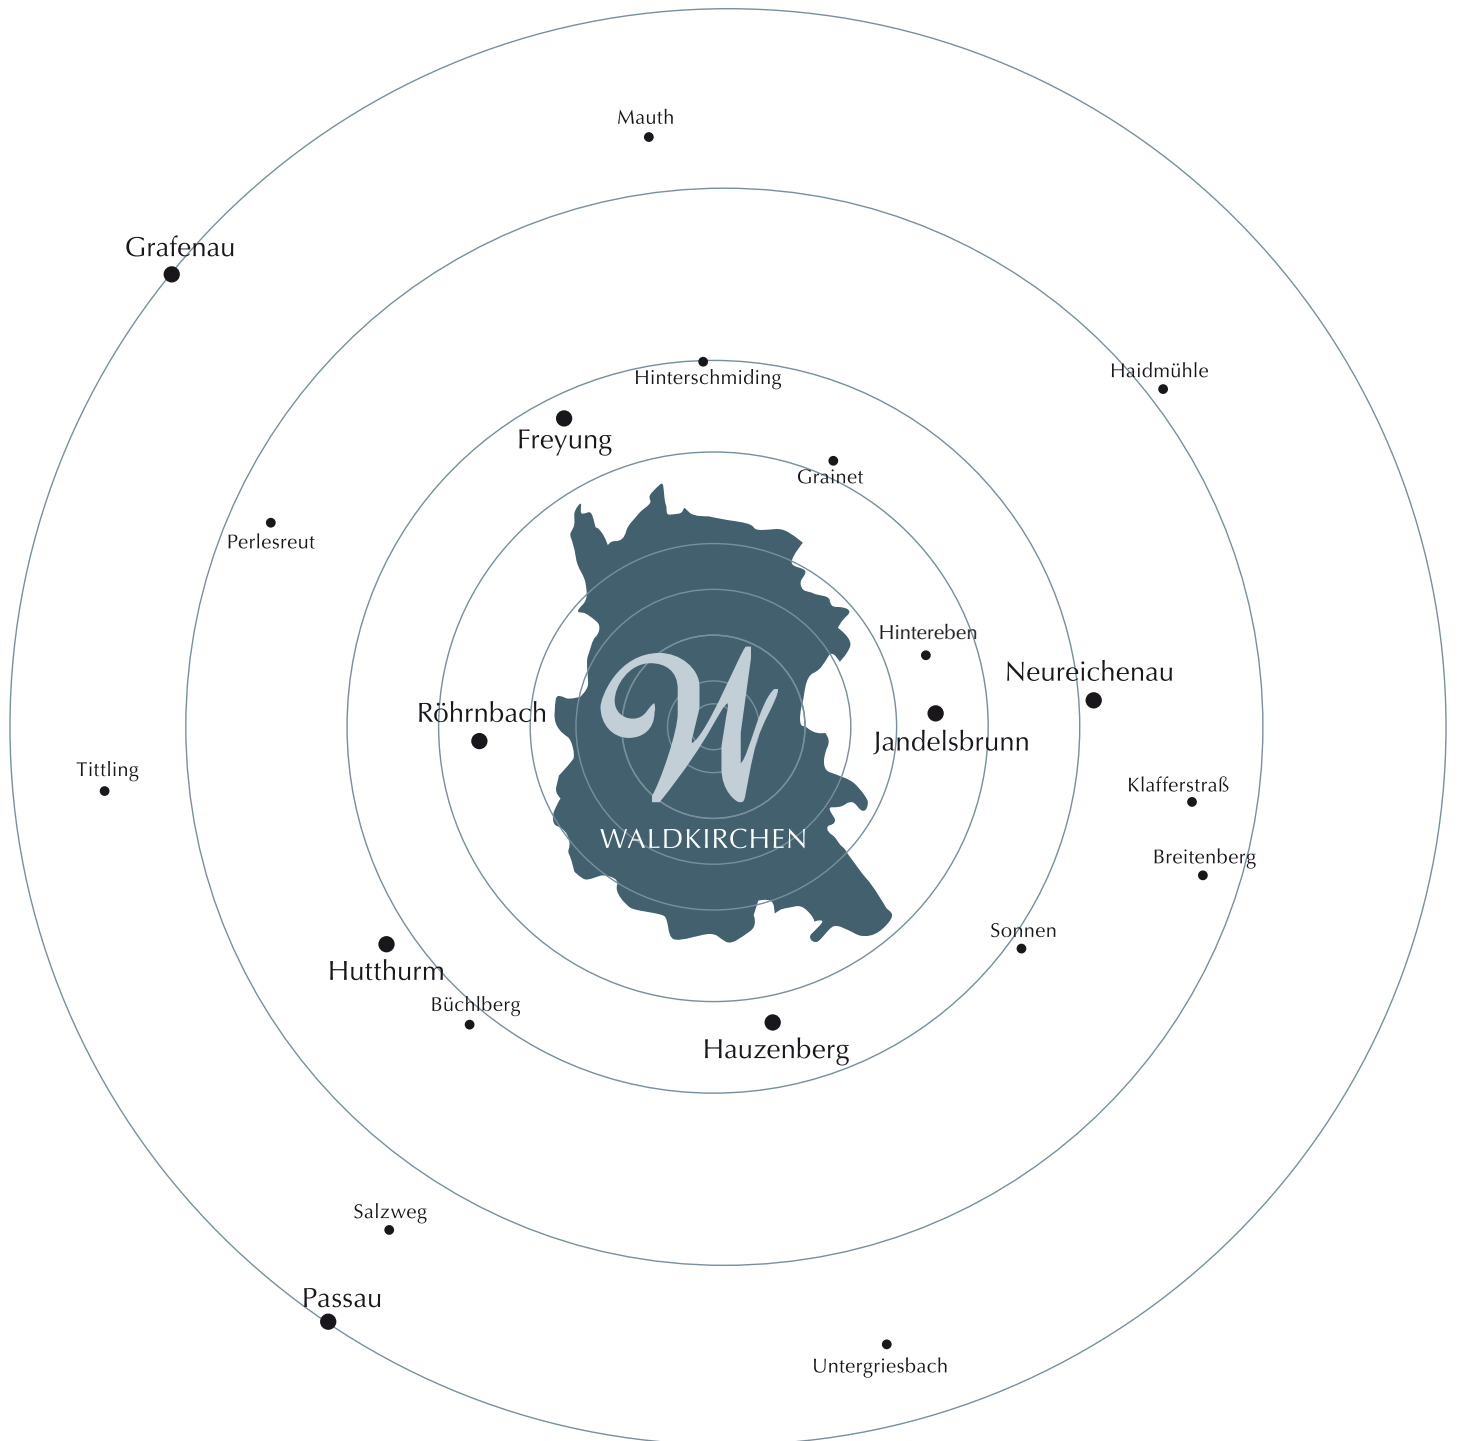 Mauth
Grafenau
Haidmühle
Hinterschmiding
Freyung
Grainet
Perlesreut
Hintereben
Neureichenau
Röhrnbach
Jandelsbrunn
Tittling
Klafferstraß
W
WALDKIRCHEN
Breitenberg
Sonnen
Hutthurm
Büchlberg
Hauzenberg
Salzweg
Passau
Untergriesbach